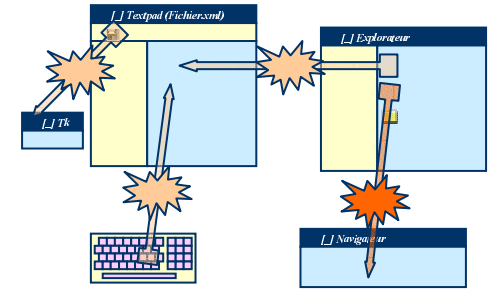 [_] Textpad (Fichier.xml)
[_] Explorateur
[_] Tk
[_] Navigateur